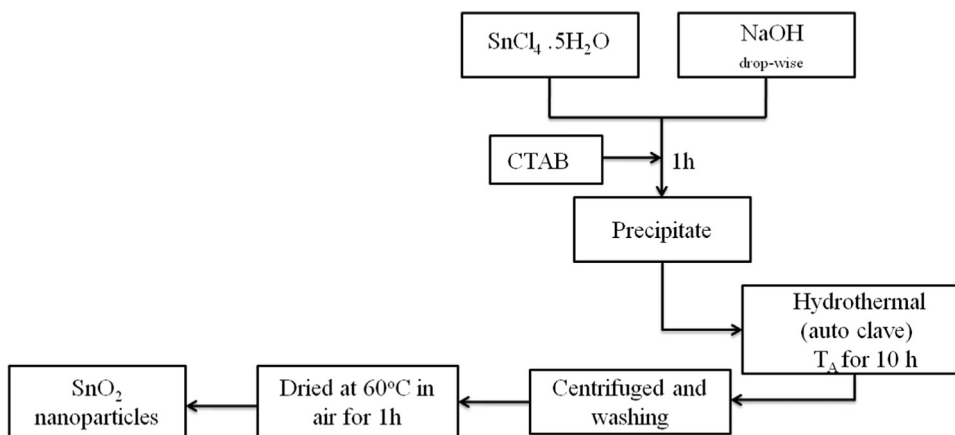 SnCl₄ .5H₂O
NaOH
drop-wise
CTAB
1h
Precipitate
Hydrothermal
(auto clave)
T_A for 10 h
Centrifuged and
washing
Dried at 60°C in
air for 1h
SnO₂
nanoparticles